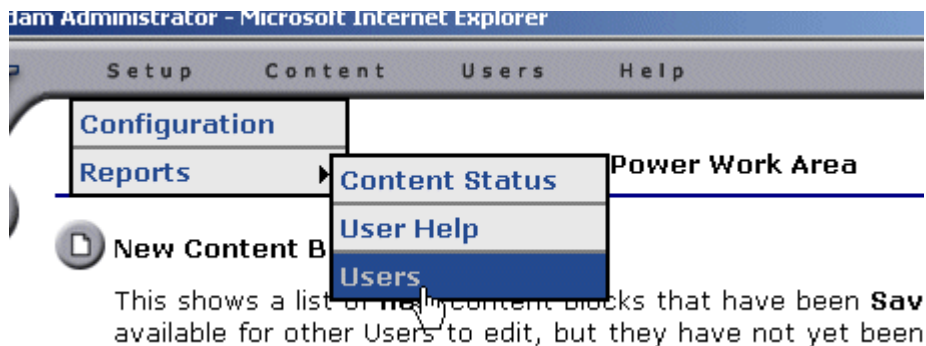 dam Administrator - Microsoft Internet Explorer
Setup Content Users Help
Configuration
Reports
Content Status
User Help
Users
Power Work Area
New Content B
This shows a list of content blocks that have been Sav
available for other Users to edit, but they have not yet been